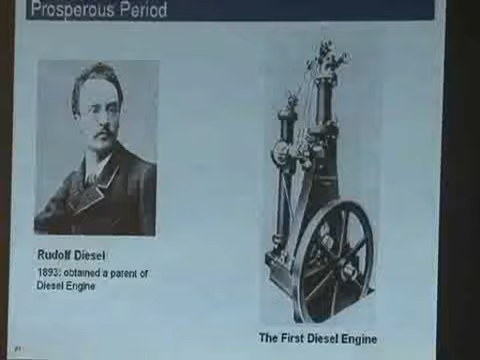 Prosperous Period
Rudolf Diesel
1893: obtained a parent of
Diesel Engine
The First Diesel Engine